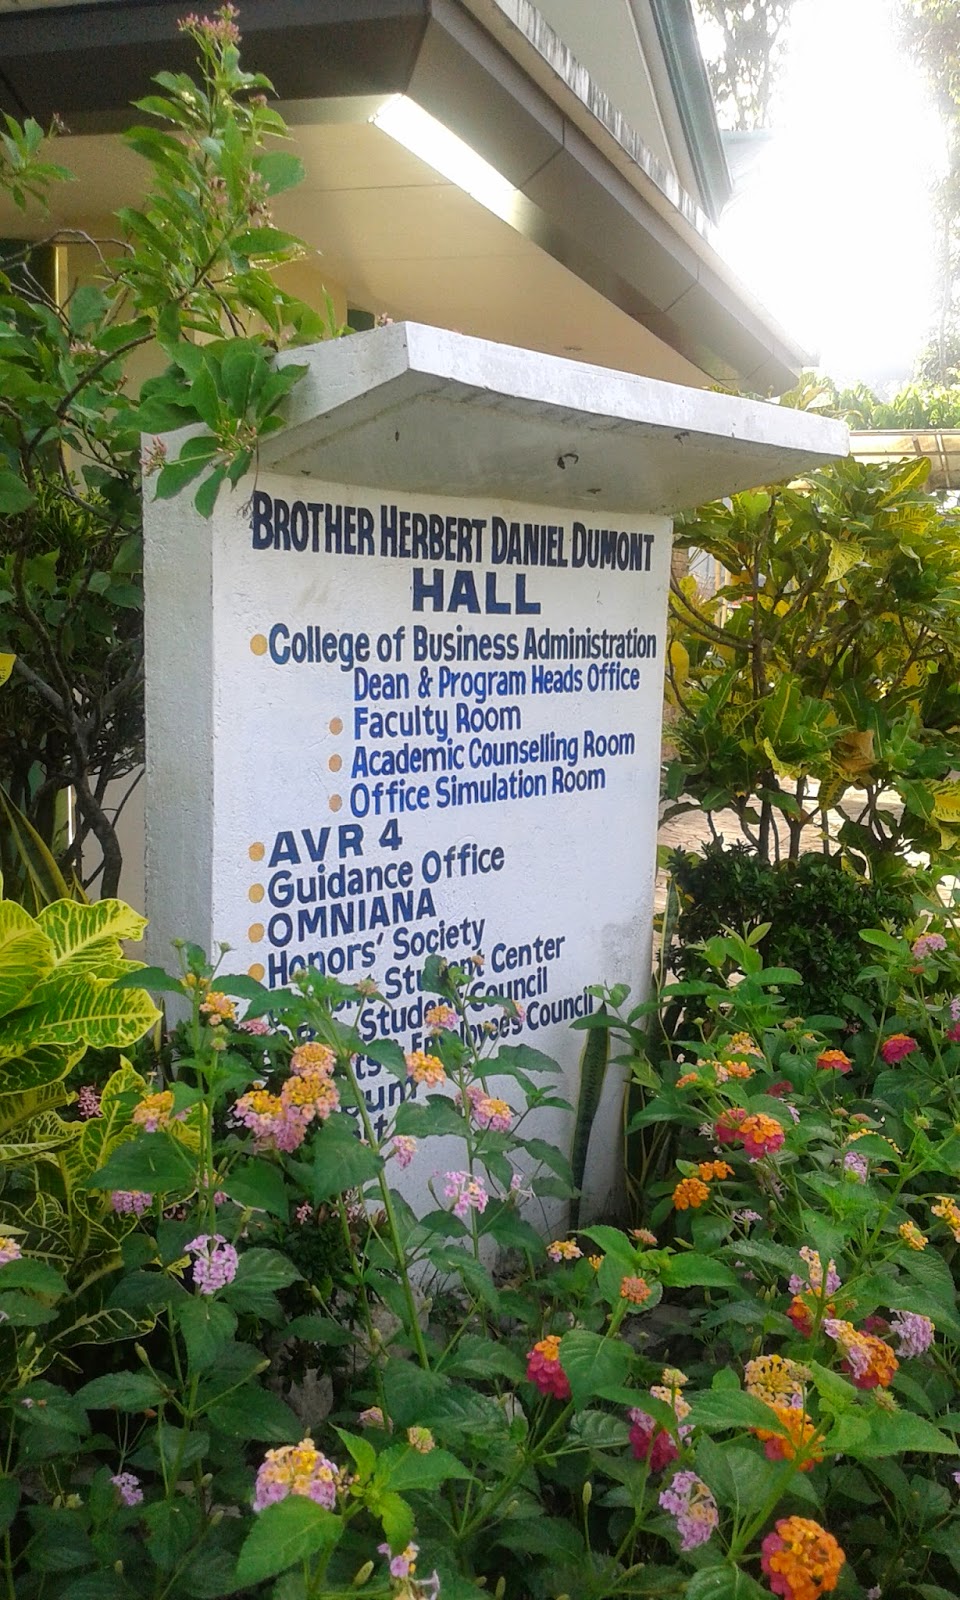 BROTHER HERBERT DANIEL DUMONT
HALL
College of Business Administration
Dean & Program Heads Office
Faculty Room
Academic Counselling Room
Office Simulation Room
AVR 4
Guidance Office
OMNIANA
Honors' Society
Student Center
Student Council
Employees Council